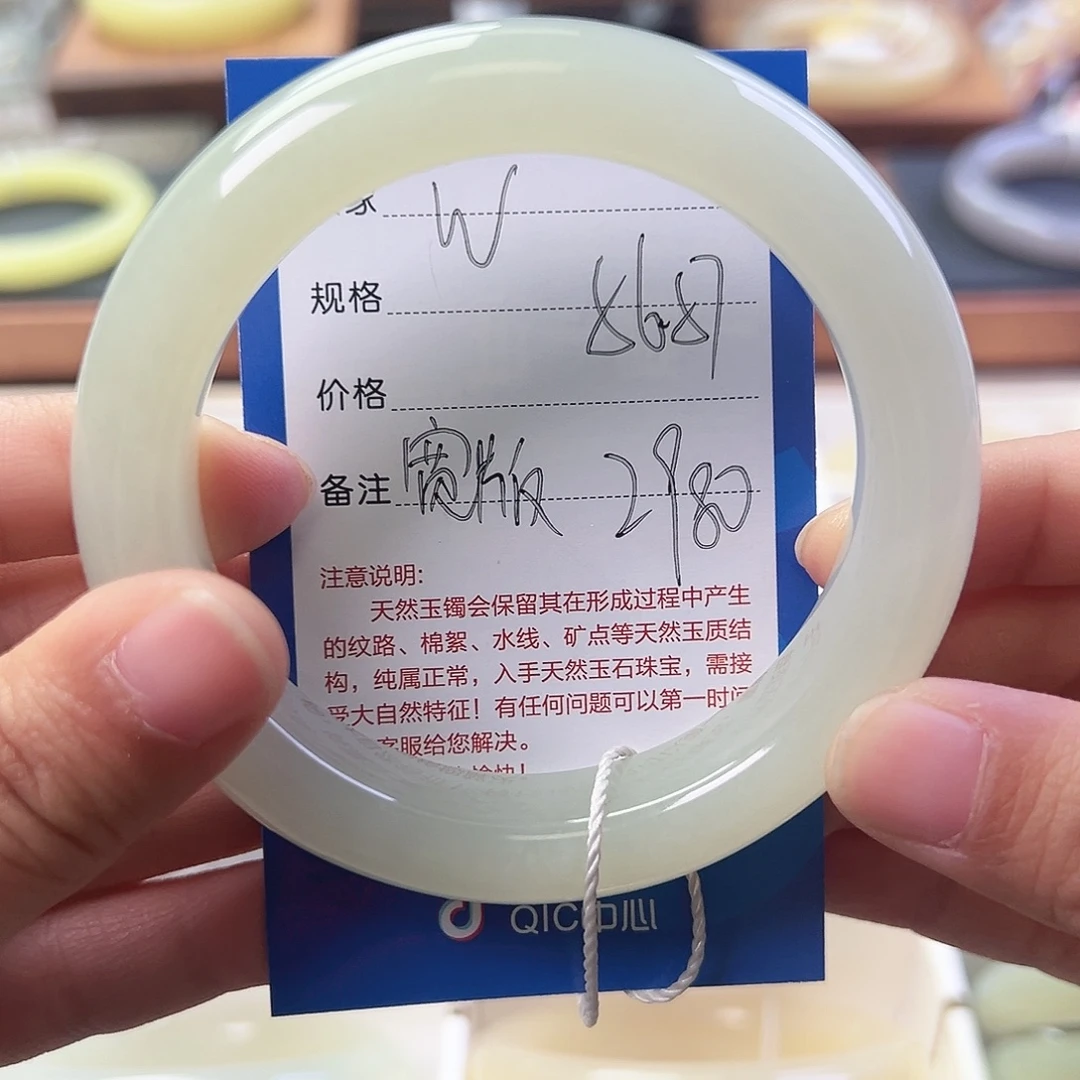 家 W
规格 8687
价格
备注 宽版 2980
注意说明:
天然玉镯会保留其在形成过程中产生
的纹路、棉絮、水线、矿点等天然玉质结
构，纯属正常，入手天然玉石珠宝，需接
受大自然特征！有任何问题可以第一时间
客服给您解决。
愉快！
QIC中心